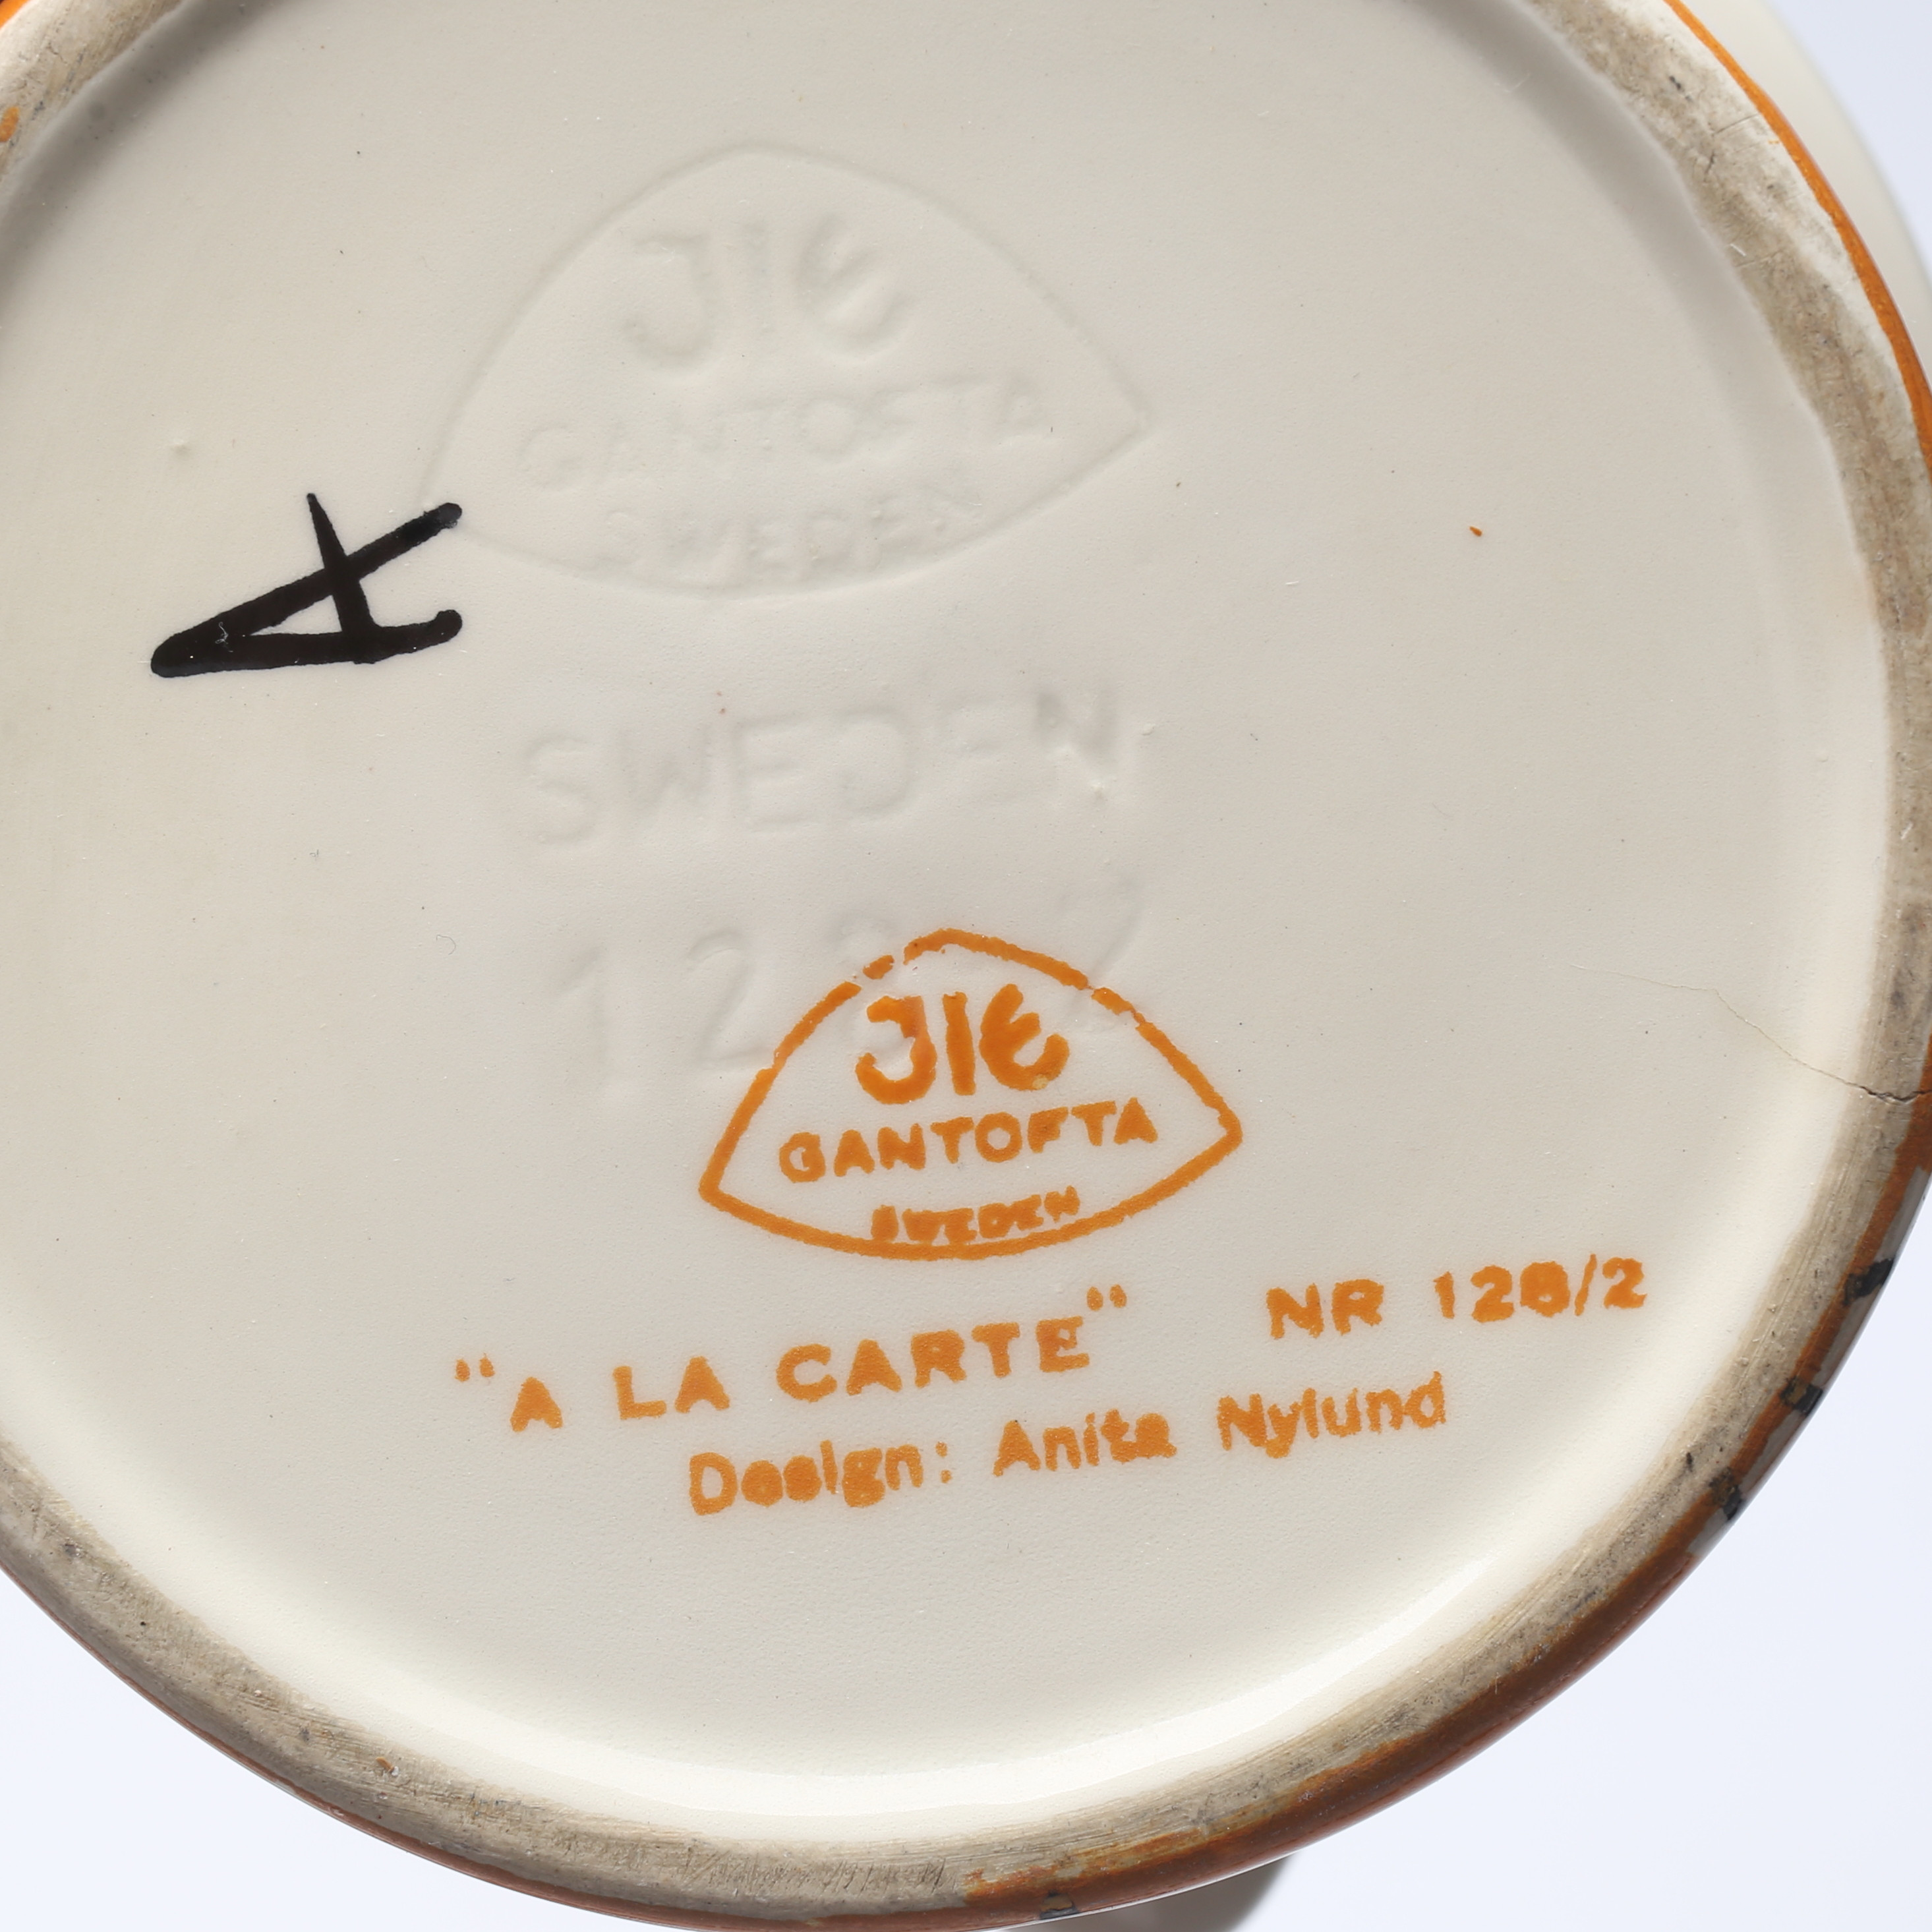 JIE
GANTOFTA
SWEDEN
A
SWEDEN
JIE
GANTOFTA
SWEDEN
"A LA CARTE" NR 128/2
Design: Anita Nylund